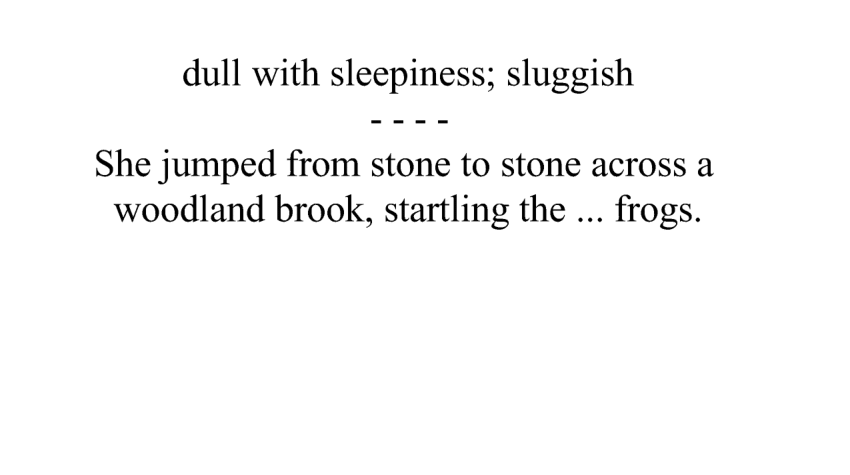 dull with sleepiness; sluggish
- - - -
She jumped from stone to stone across a
woodland brook, startling the ... frogs.